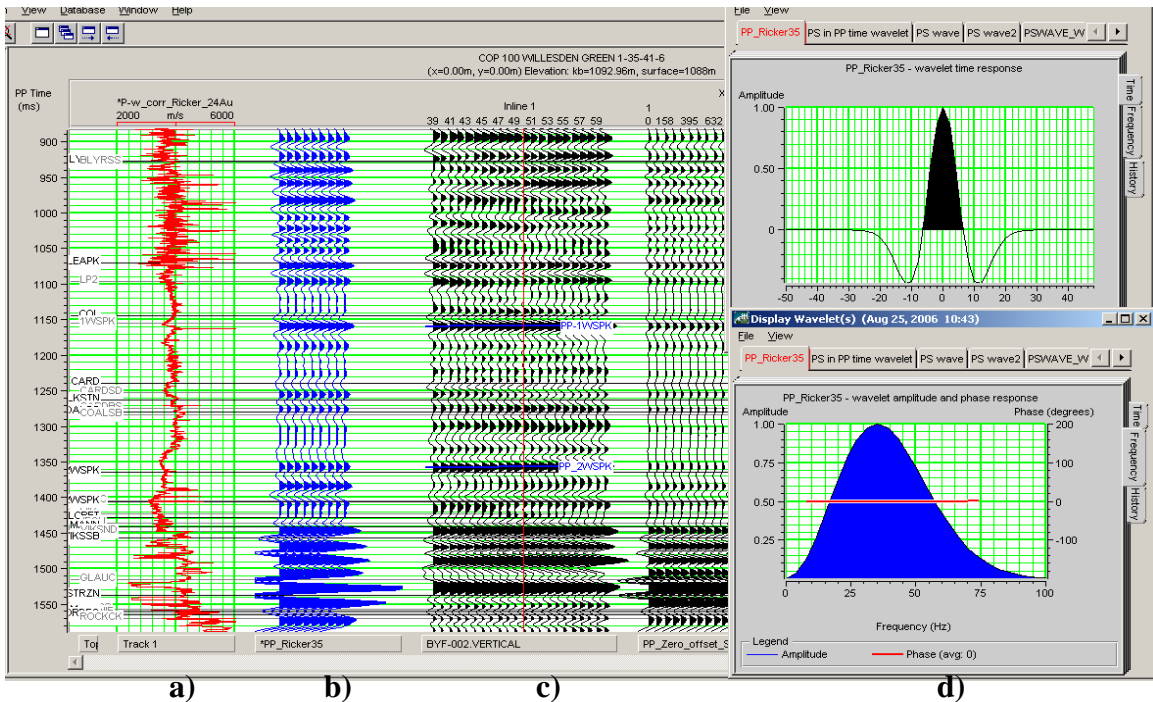 View Database Window Help
COP 100 WILLESDEN GREEN 1-35-41-6
(x=0.00m, y=0.00m) Elevation: kb=1092.96m, surface=1088m
PP Time
(ms)
*P-w_corr_Ricker_24Au
2000 m/s 6000
Inline 1
39 41 43 45 47 49 51 53 55 57 59
1
0 158 395 632
X
900
BLYRSS
950
1000
1050
LEAPK
LP2
1100
COL
1150
1WSPK
PP-1WSPK
1200
CARD
CARDSD
1250
LKSTN
COALSB
1300
1350
WSPK
PP_2WSPK
1400
WSPK
1450
IKSSB
1500
GLAUC
STRZN
1550
ROCKCK
Top
Track 1
*PP_Ricker35
BYF-002.VERTICAL
PP_Zero_offset_S
a)
b)
c)
File View
PP_Ricker35 PS in PP time wavelet PS wave PS wave2 PSWAVE_W
PP_Ricker35 - wavelet time response
Amplitude
1.00
0.50
0
-50 -40 -30 -20 -10 0 10 20 30 40
Time
Frequency
History
Display Wavelet(s) (Aug 25, 2006 10:43)
File View
PP_Ricker35 PS in PP time wavelet PS wave PS wave2 PSWAVE_W
PP_Ricker35 - wavelet amplitude and phase response
Amplitude Phase (degrees)
1.00 200
0.75 100
0.50 0
0.25 -100
0 25 50 75 100
Frequency (Hz)
Legend
Amplitude Phase (avg: 0)
Time
Frequency
History
d)